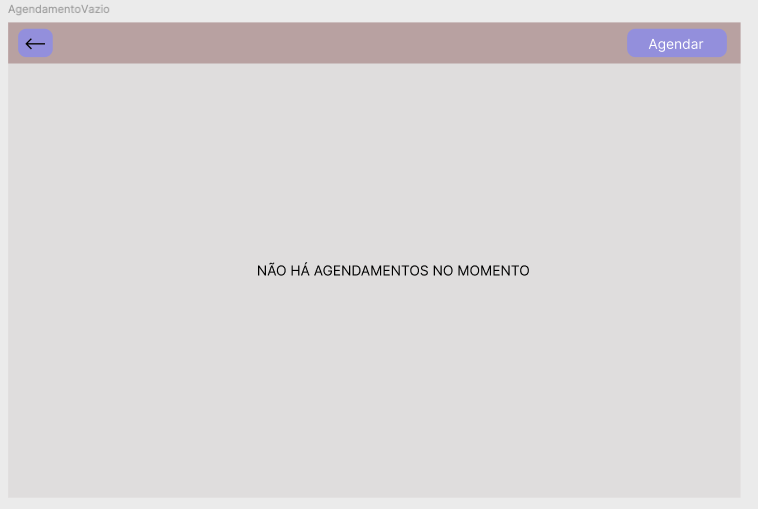 AgendamentoVazio
Agendar
NÃO HÁ AGENDAMENTOS NO MOMENTO